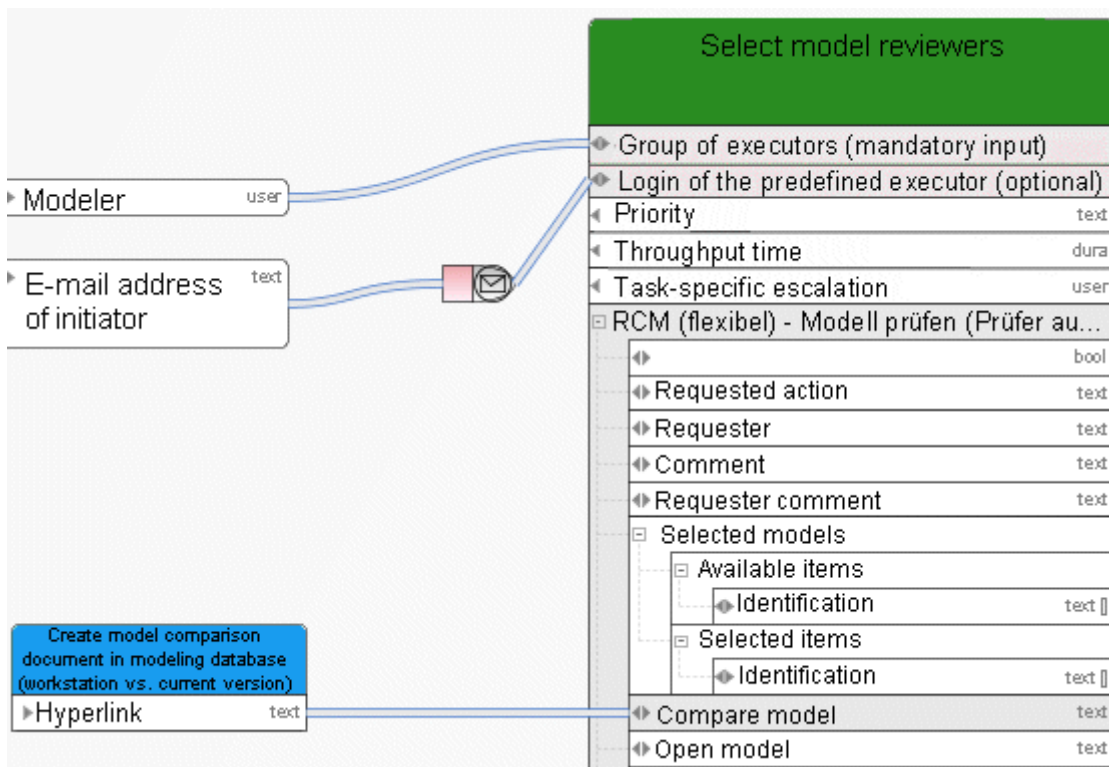 Select model reviewers
Group of executors (mandatory input)
Modeler user
Login of the predefined executor (optional)
Priority text
Throughput time dura
E-mail address text
of initiator
Task-specific escalation user
RCM (flexibel) - Modell prüfen (Prüfer au...
bool
Requested action text
Requester text
Comment text
Requester comment text
Selected models
Available items
Identification text []
Selected items
Identification text []
Create model comparison
document in modeling database
(workstation vs. current version)
Hyperlink text
Compare model text
Open model text